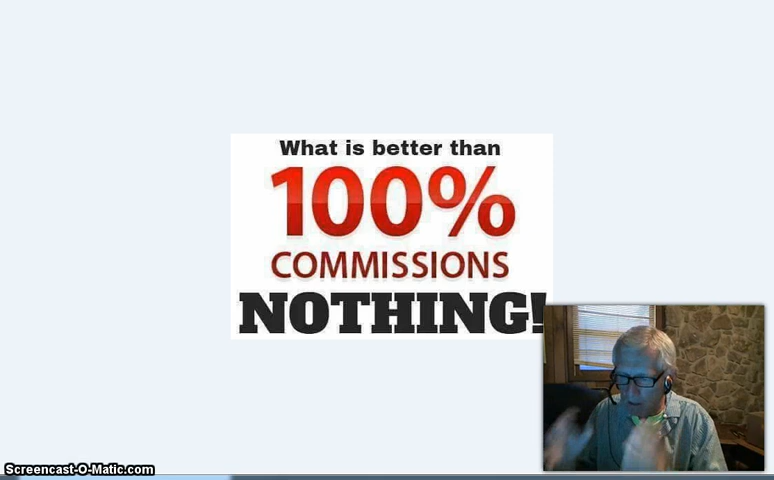 What is better than
100%
COMMISSIONS
NOTHING!
Screencast-O-Matic.com